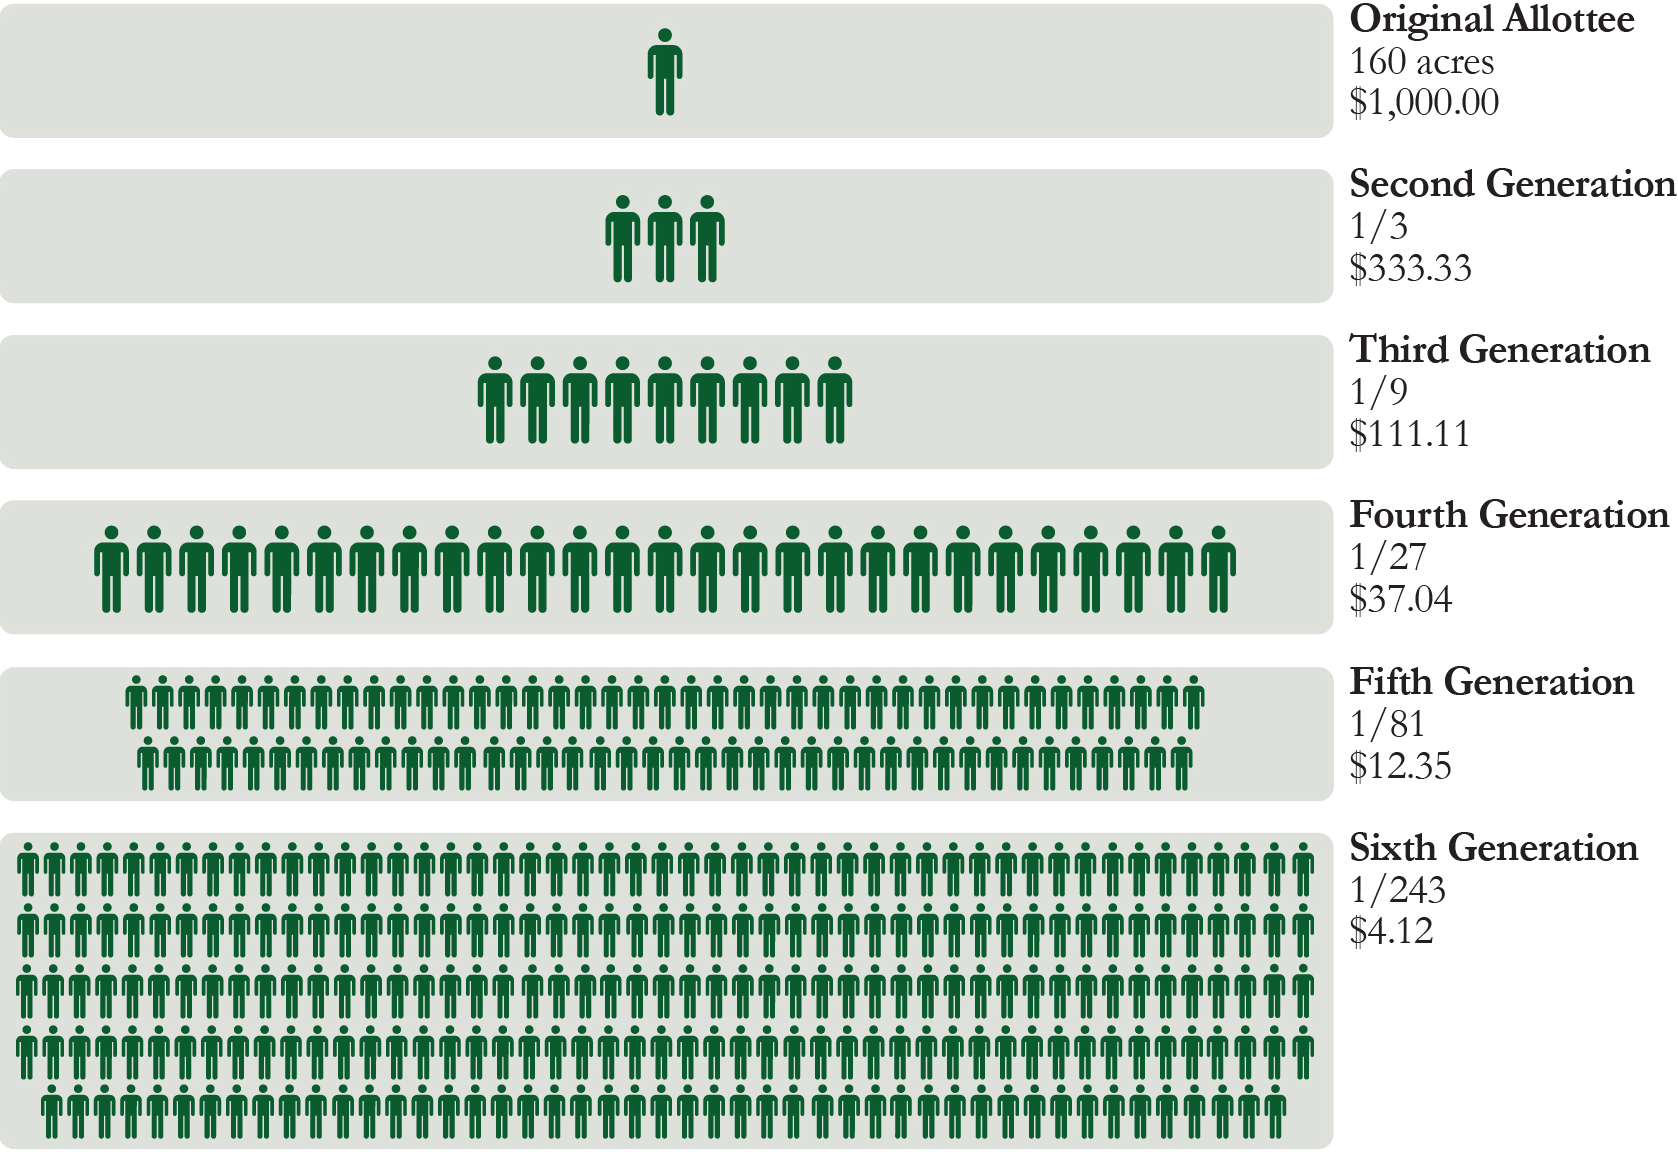 Original Allottee
160 acres
$1,000.00
Second Generation
1/3
$333.33
Third Generation
1/9
$111.11
Fourth Generation
1/27
$37.04
Fifth Generation
1/81
$12.35
Sixth Generation
1/243
$4.12